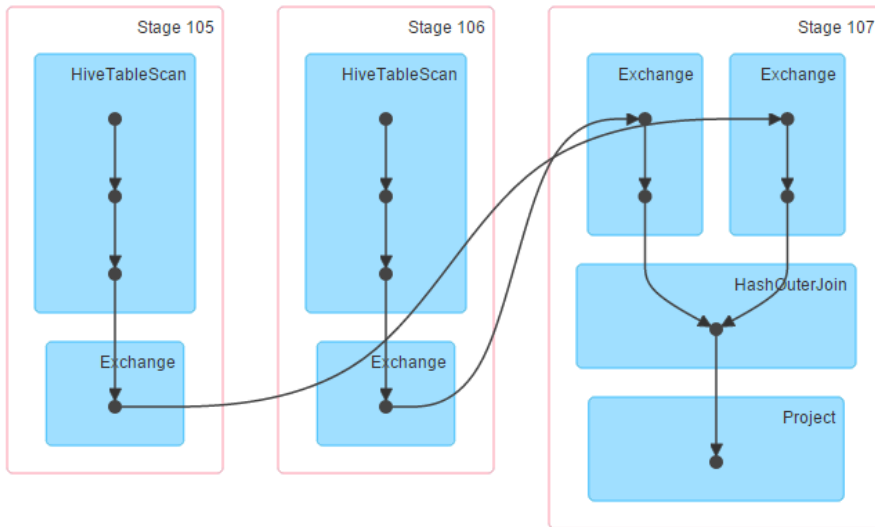 Stage 105
HiveTableScan
Exchange
Stage 106
HiveTableScan
Exchange
Stage 107
Exchange
Exchange
HashOuterJoin
Project